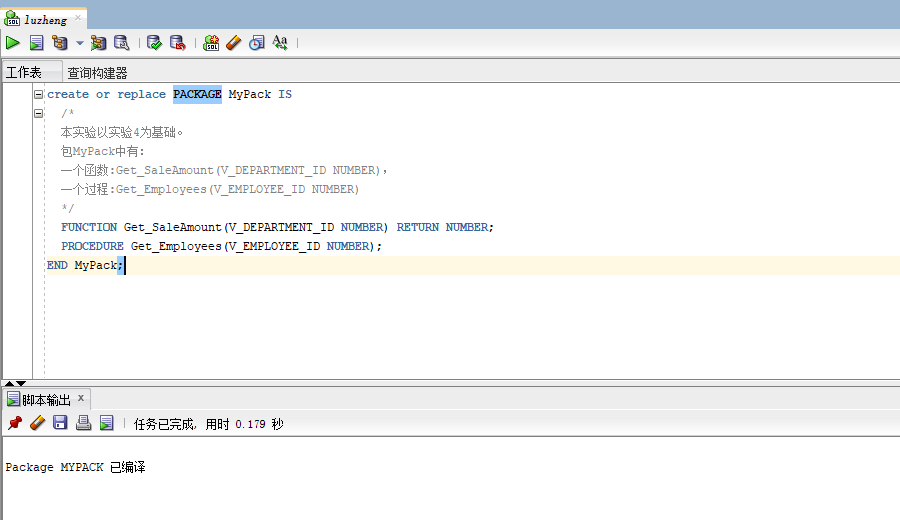 luzheng
工作表
查询构建器
create or replace PACKAGE MyPack IS
/*
本实验以实验4为基础。
包MyPack中有:
一个函数:Get_SaleAmount(V_DEPARTMENT_ID NUMBER),
一个过程:Get_Employees(V_EMPLOYEE_ID NUMBER)
*/
FUNCTION Get_SaleAmount(V_DEPARTMENT_ID NUMBER) RETURN NUMBER;
PROCEDURE Get_Employees(V_EMPLOYEE_ID NUMBER);
END MyPack;
脚本输出 x
任务已完成, 用时 0.179 秒
Package MYPACK 已编译